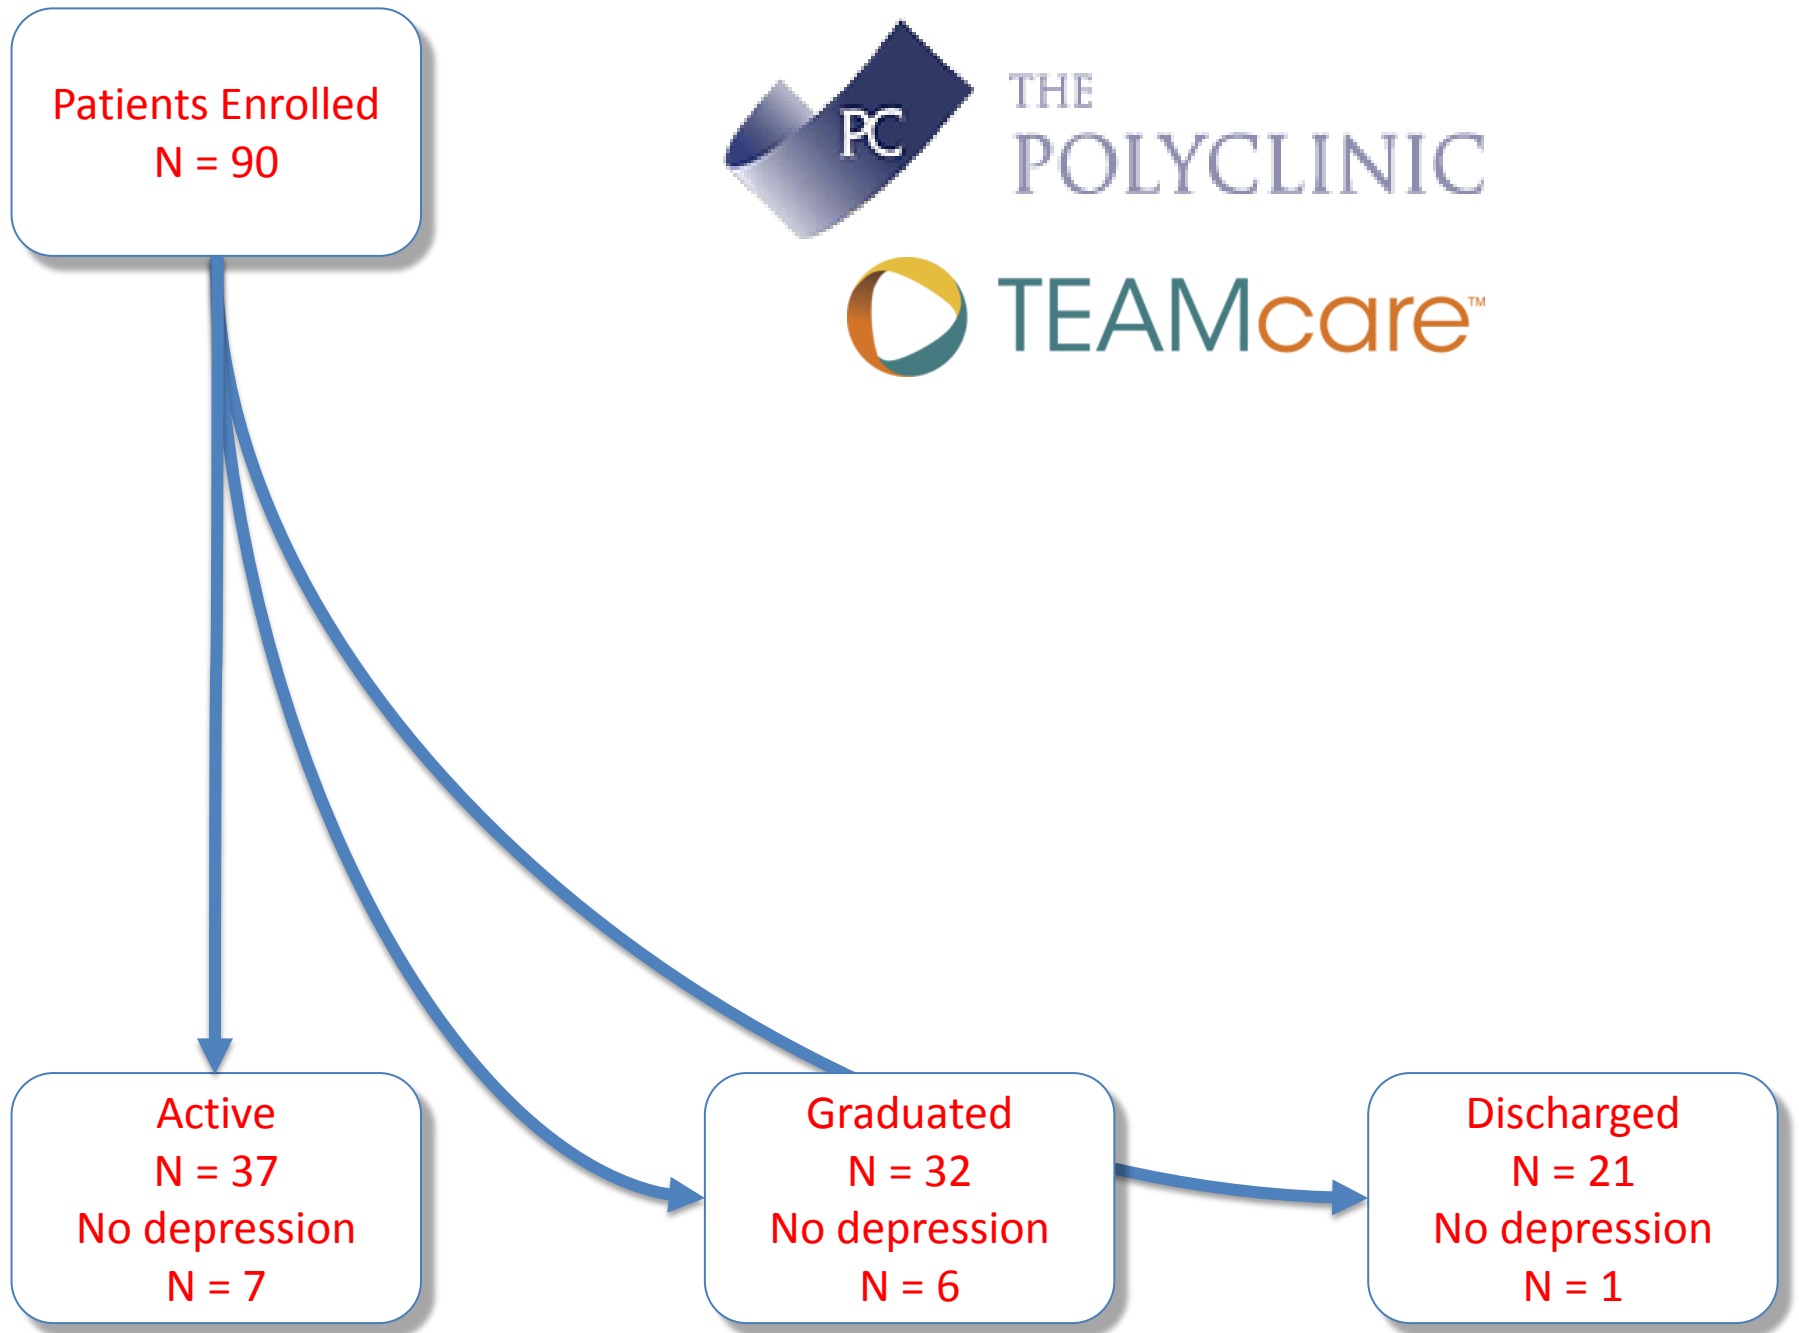 Patients Enrolled
N = 90
PC
THE
POLYCLINIC
TEAMcare™
Active
N = 37
No depression
N = 7
Graduated
N = 32
No depression
N = 6
Discharged
N = 21
No depression
N = 1